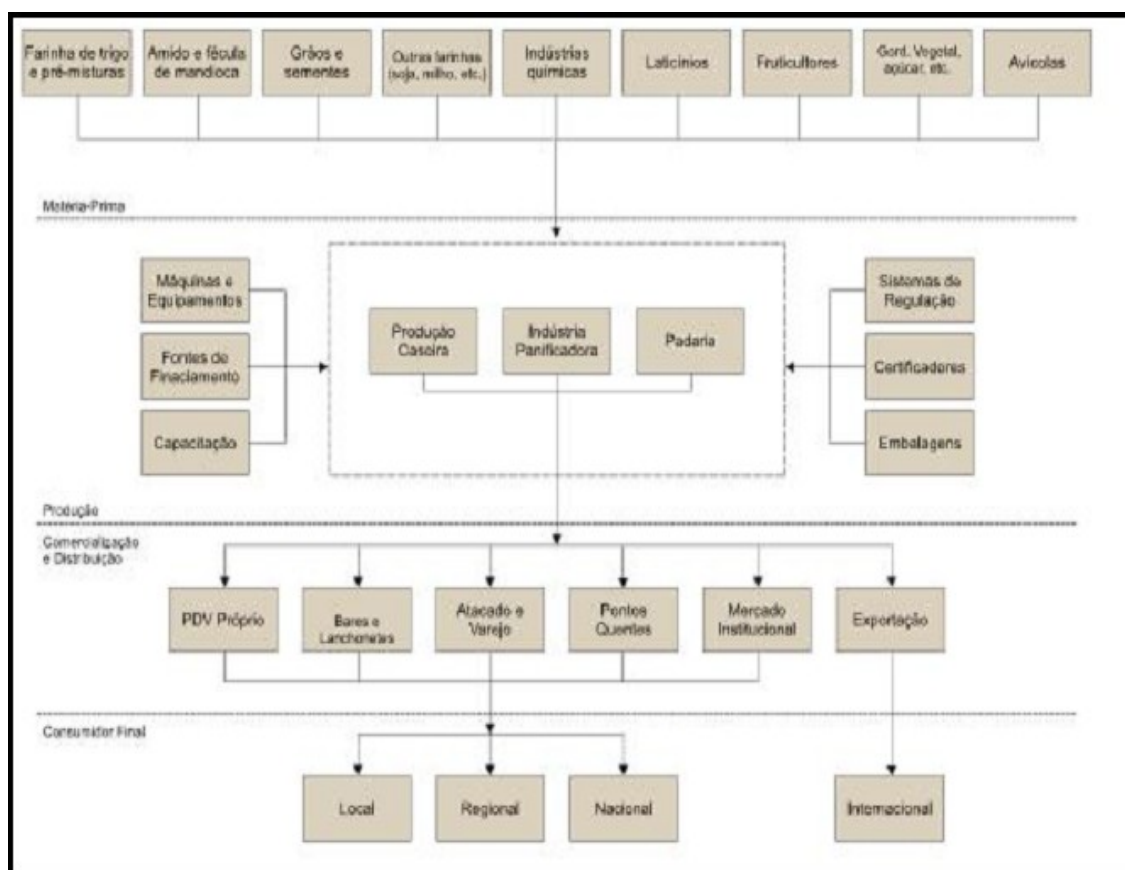 Farinha de trigo
e pré-misturas
Amido e fécula
de mandioca
Grãos e
sementes
Outras farinhas
(soja, milho, etc.)
Indústrias
químicas
Laticínios
Fruticultores
Gord. Vegetal,
açúcar, etc.
Avícolas
Matéria-Prima
Máquinas e
Equipamentos
Fontes de
Finaciamento
Capacitação
Produção
Caseira
Indústria
Panificadora
Padaria
Sistemas de
Regulação
Certificadores
Embalagens
Produção
Comercialização
e Distribuição
PDV Próprio
Bares e
Lanchonetes
Atacado e
Varejo
Pontos
Quentes
Mercado
Institucional
Exportação
Consumidor Final
Local
Regional
Nacional
Internacional